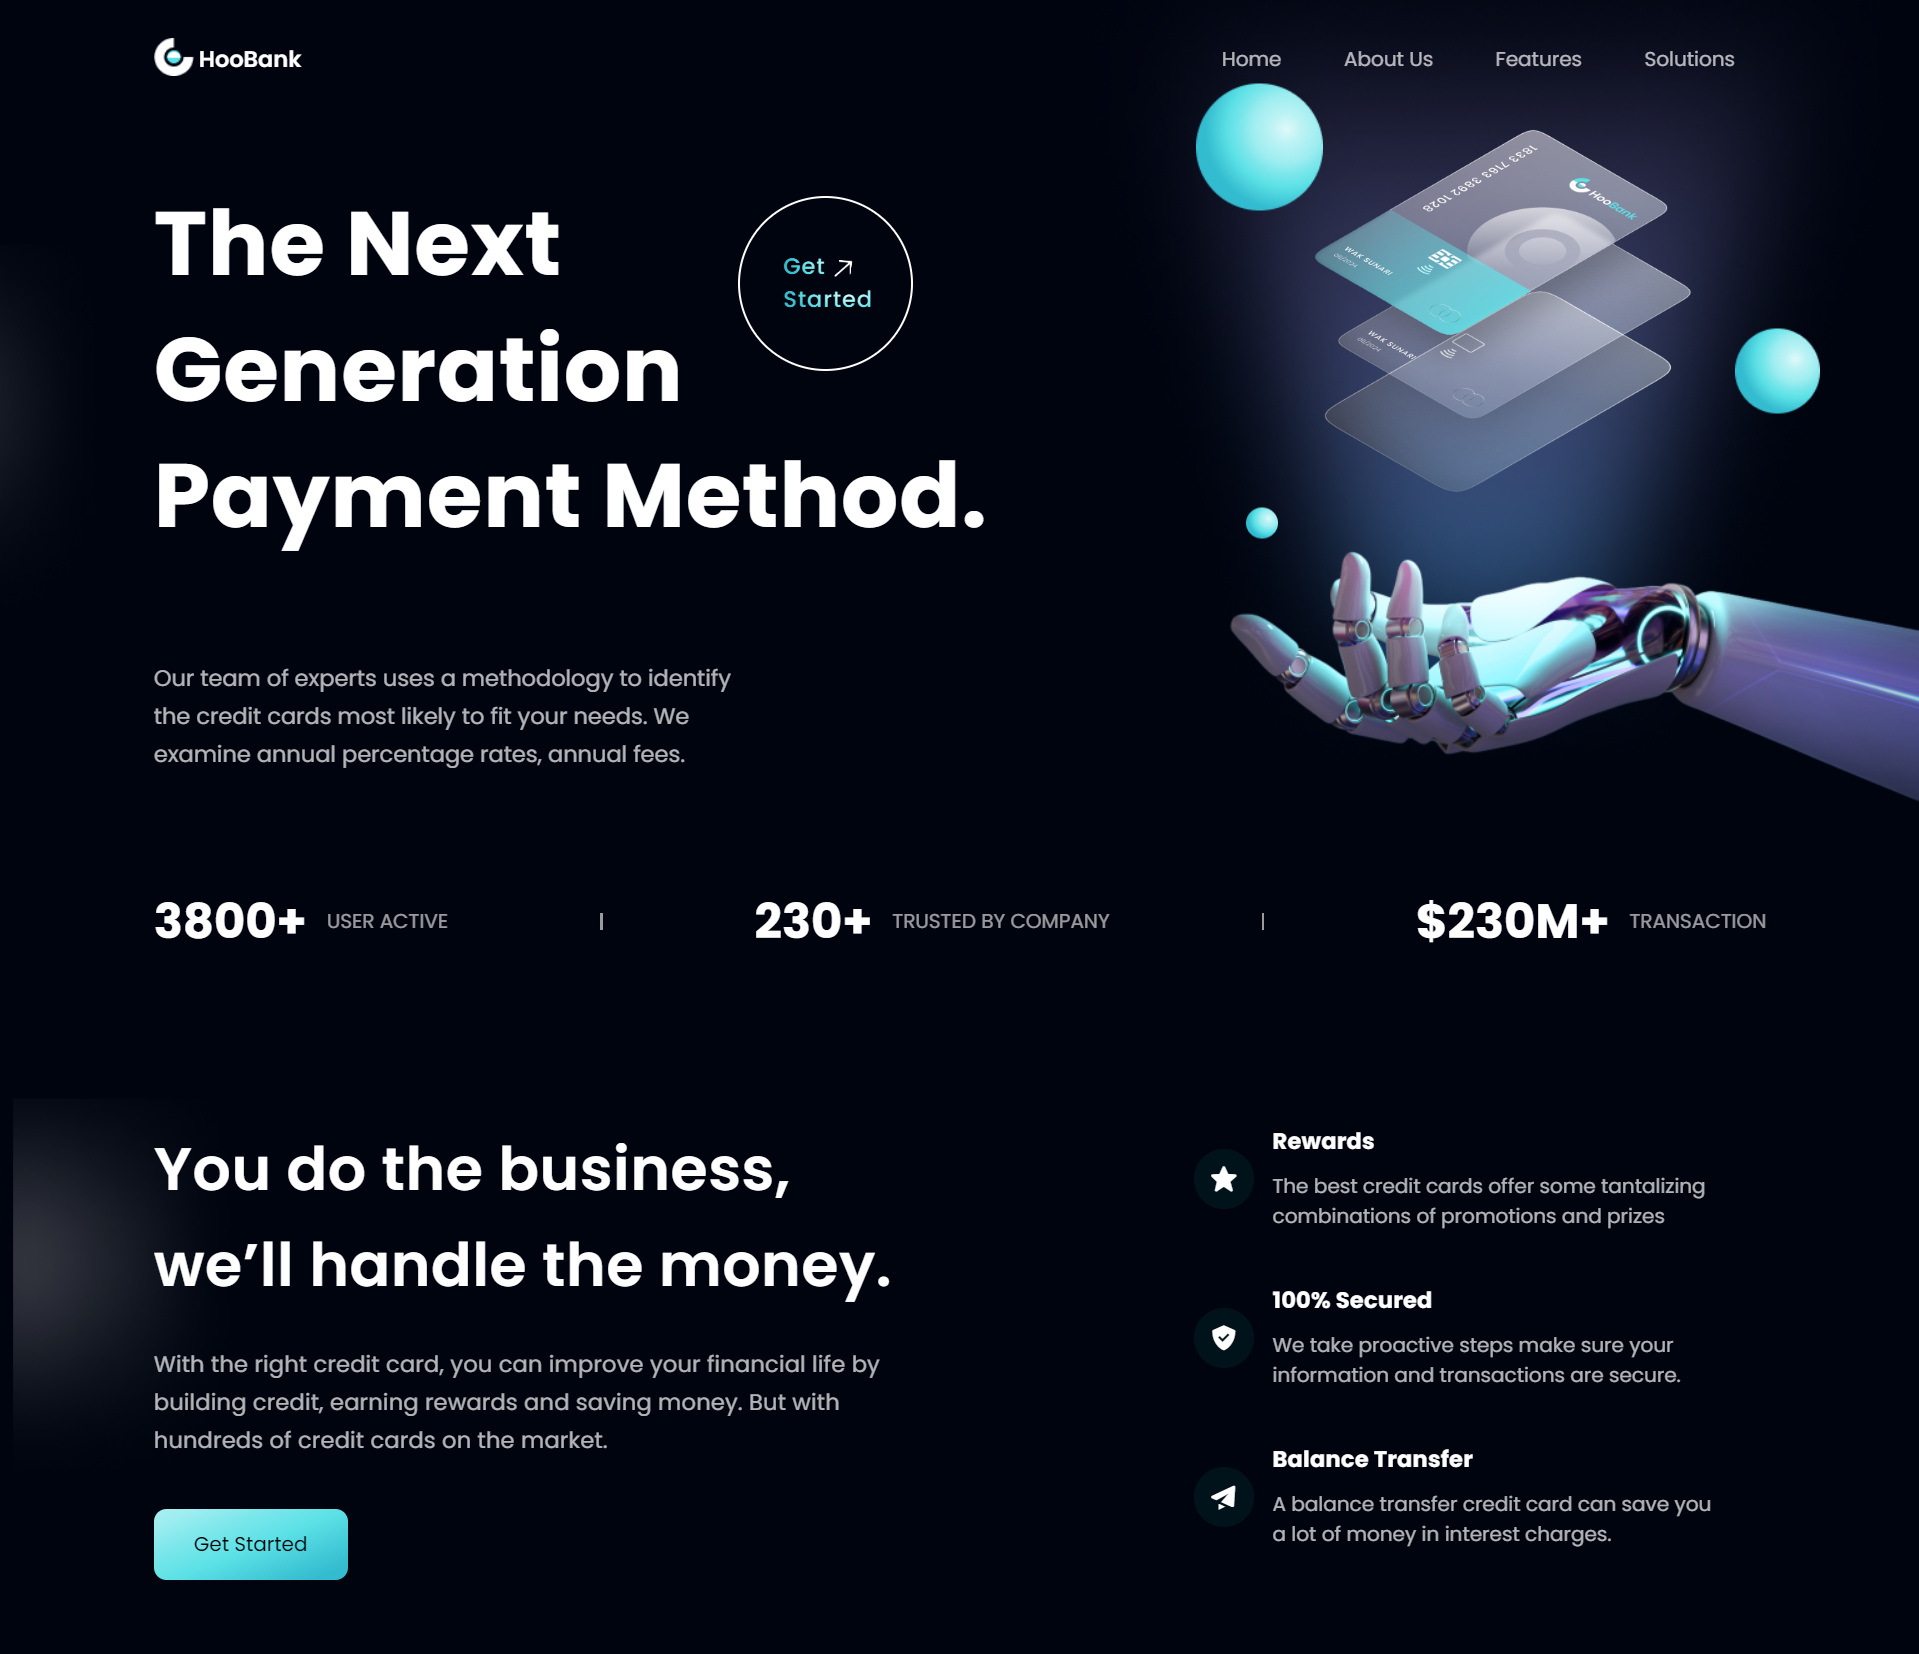 HooBank
Home
About Us
Features
Solutions
The Next
Generation
Payment Method.
Get
Started
1833 7163 3892 1028
HooBank
WAK SUNARI
06/2024
WAK SUNARI
06/2024
Our team of experts uses a methodology to identify
the credit cards most likely to fit your needs. We
examine annual percentage rates, annual fees.
3800+ USER ACTIVE
230+ TRUSTED BY COMPANY
$230M+ TRANSACTION
You do the business,
we’ll handle the money.
With the right credit card, you can improve your financial life by
building credit, earning rewards and saving money. But with
hundreds of credit cards on the market.
Get Started
Rewards
The best credit cards offer some tantalizing
combinations of promotions and prizes
100% Secured
We take proactive steps make sure your
information and transactions are secure.
Balance Transfer
A balance transfer credit card can save you
a lot of money in interest charges.